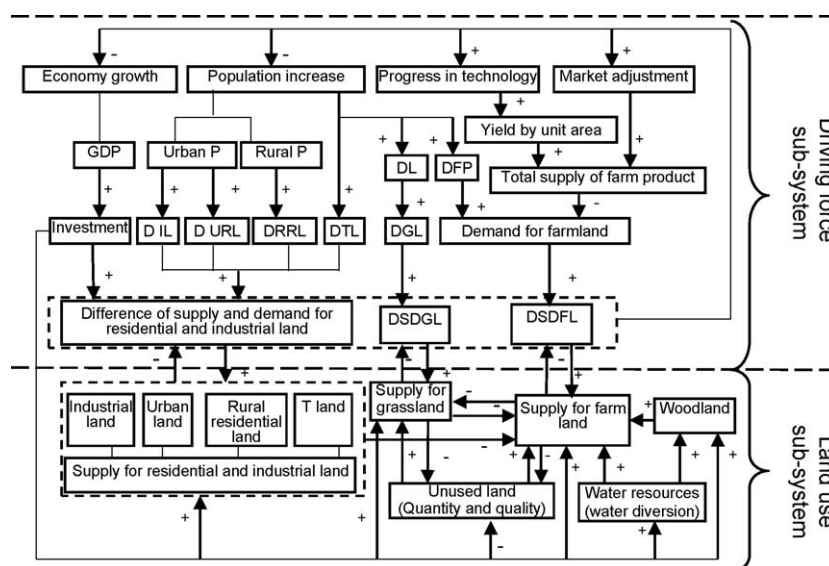 Economy growth
Population increase
Progress in technology
Market adjustment
Yield by unit area
GDP
Urban P
Rural P
DL
DFP
Total supply of farm product
Investment
D IL
D URL
DRRL
DTL
DGL
Demand for farmland
Difference of supply and demand for
residential and industrial land
DSDGL
DSDFL
Driving force
sub-system
Industrial
land
Urban
land
Rural
residential
land
T land
Supply for residential and industrial land
Supply for
grassland
Supply for farm
land
Woodland
Unused land
(Quantity and quality)
Water resources
(water diversion)
Land use
sub-system